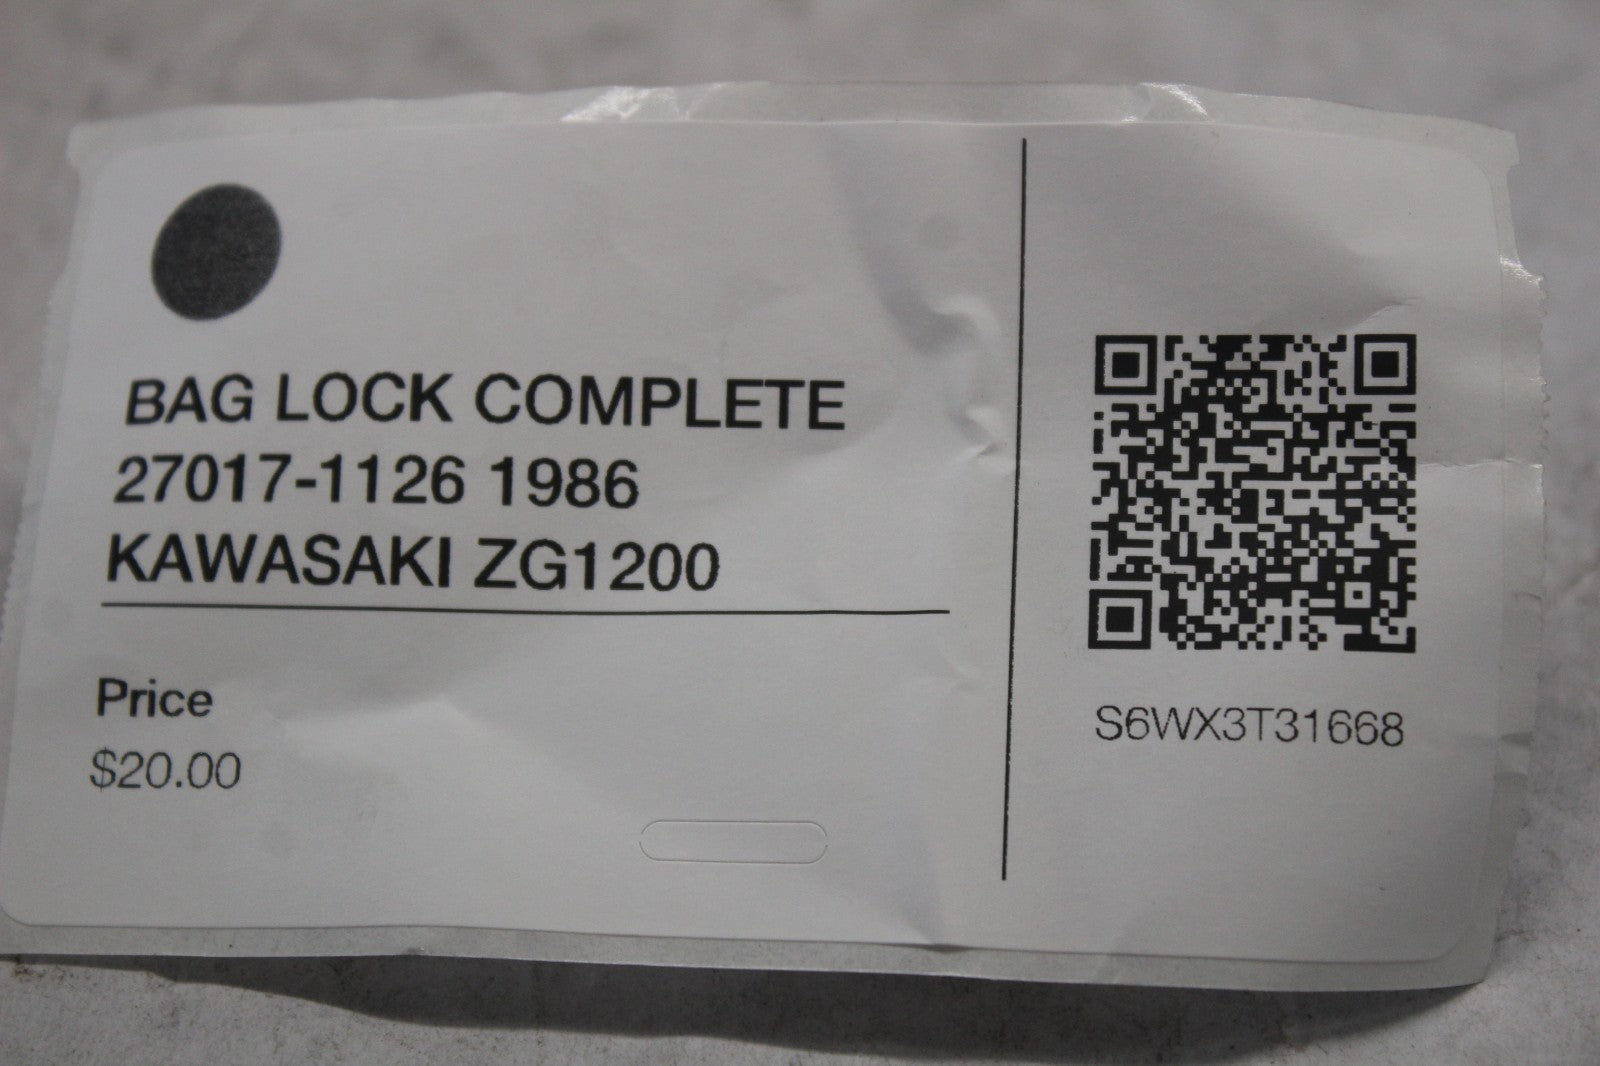 BAG LOCK COMPLETE
27017-1126 1986
KAWASAKI ZG1200
Price
$20.00
S6WX3T31668